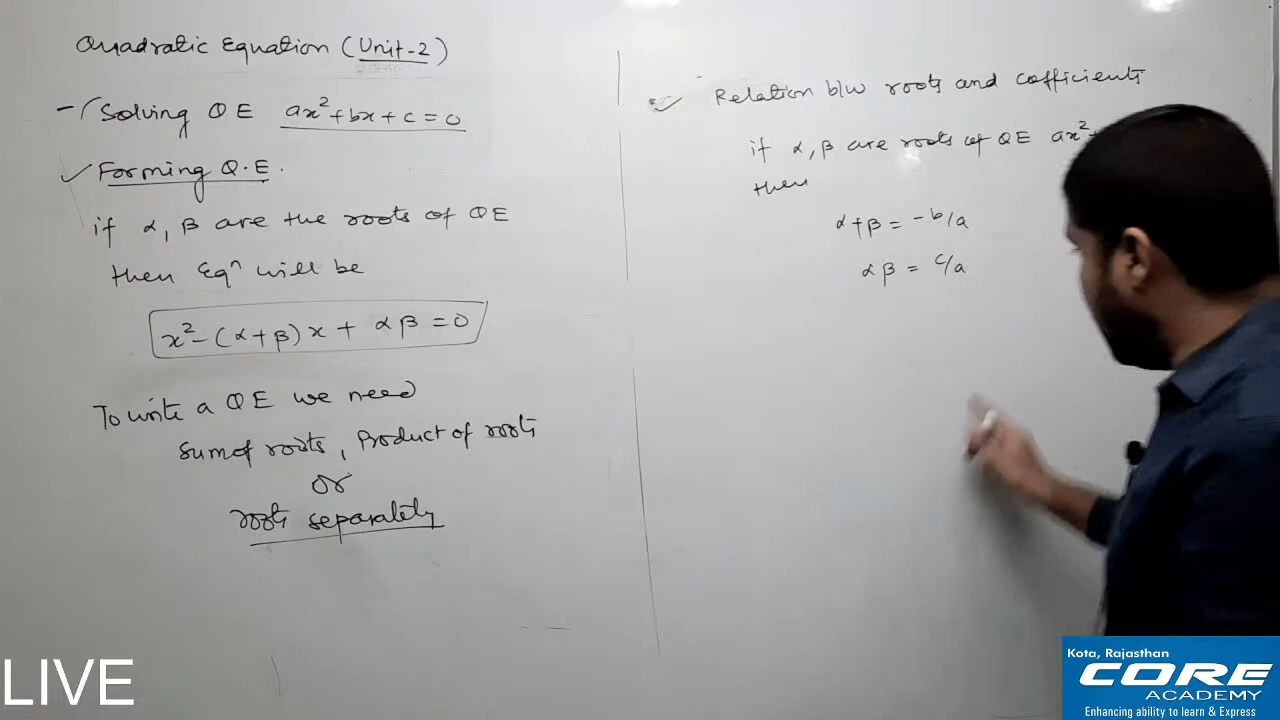 Quadratic Equation (Unit-2)
- Solving QE ax²+bx+c=0
✓ Forming Q.E.
if α, β are the roots of QE
then Eqⁿ will be
x²-(α+β)x + αβ=0
To write a QE we need
Sum of roots, Product of roots
or
roots separately
✓ Relation b/w roots and cofficients
if α, β are roots of QE ax²+
then
α+β = -b/a
αβ = c/a
LIVE
Kota, Rajasthan
CORE
ACADEMY
Enhancing ability to learn & Express